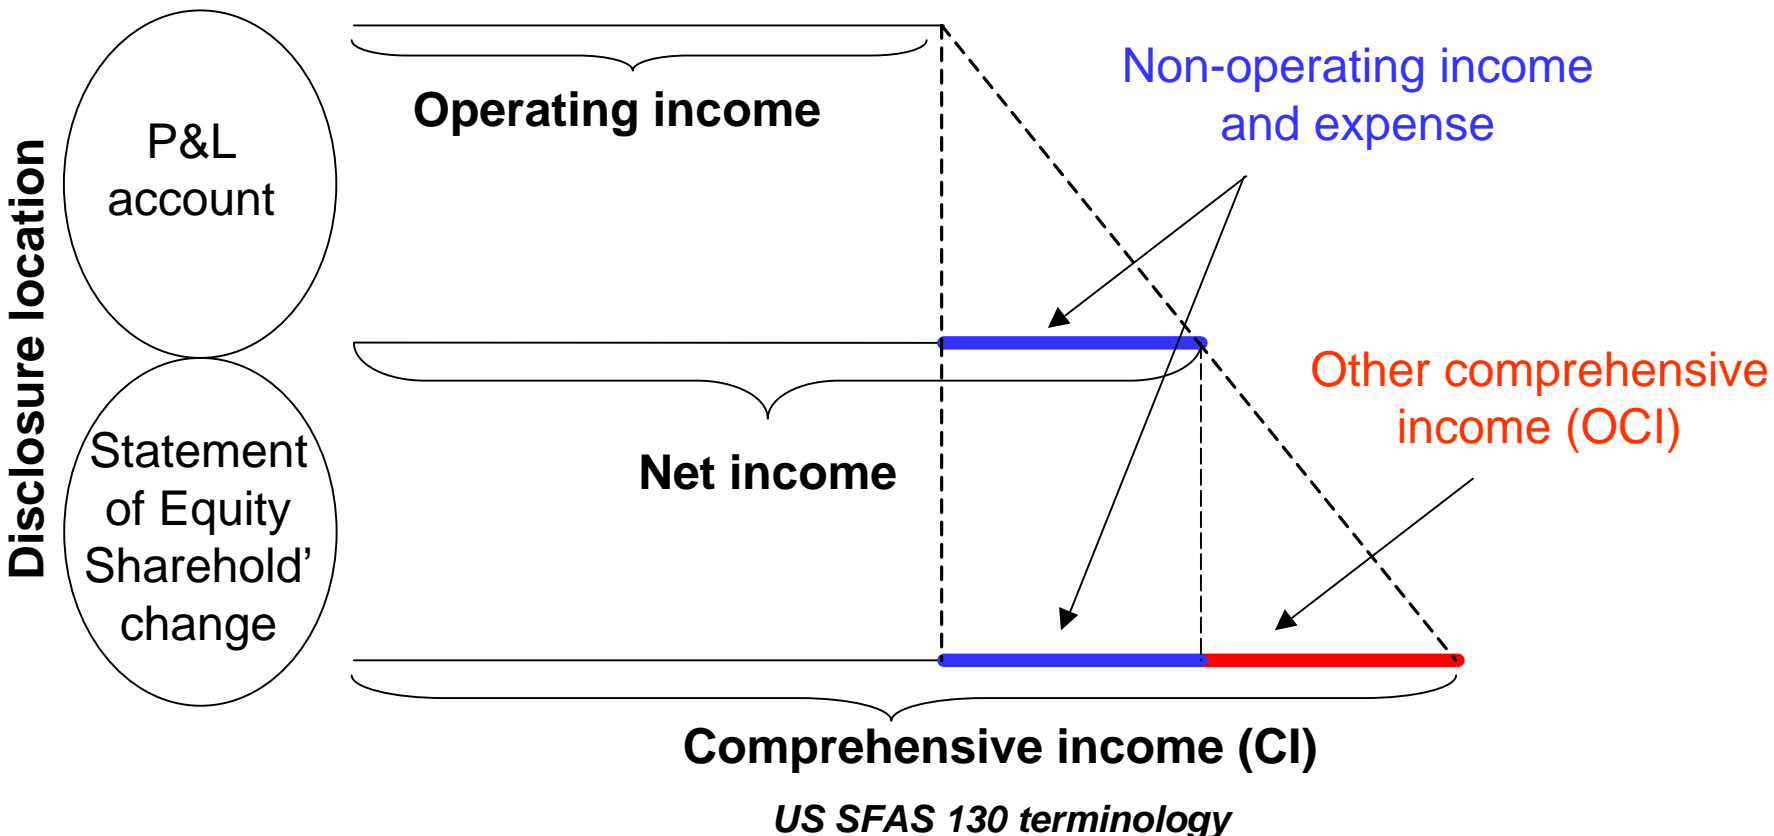 Disclosure location
P&L
account
Statement
of Equity
Sharehold’
change
Operating income
Non-operating income
and expense
Net income
Other comprehensive
income (OCI)
Comprehensive income (CI)
US SFAS 130 terminology